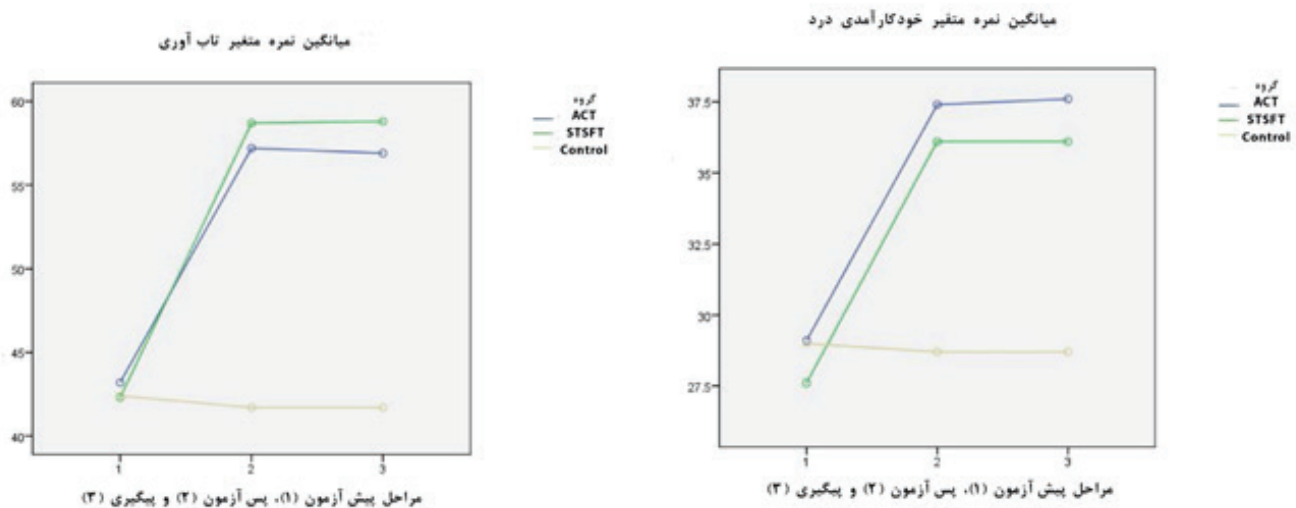 میانگین نمره متغیر تاب آوری
گروه
ACT
STSFT
Control
60
55
50
45
40
1 2 3
مراحل پیش آزمون (۱)، پس آزمون (۲) و پیگیری (۳)
میانگین نمره متغیر خودکارآمدی درد
گروه
ACT
STSFT
Control
37.5
35
32.5
30
27.5
1 2 3
مراحل پیش آزمون (۱)، پس آزمون (۲) و پیگیری (۳)